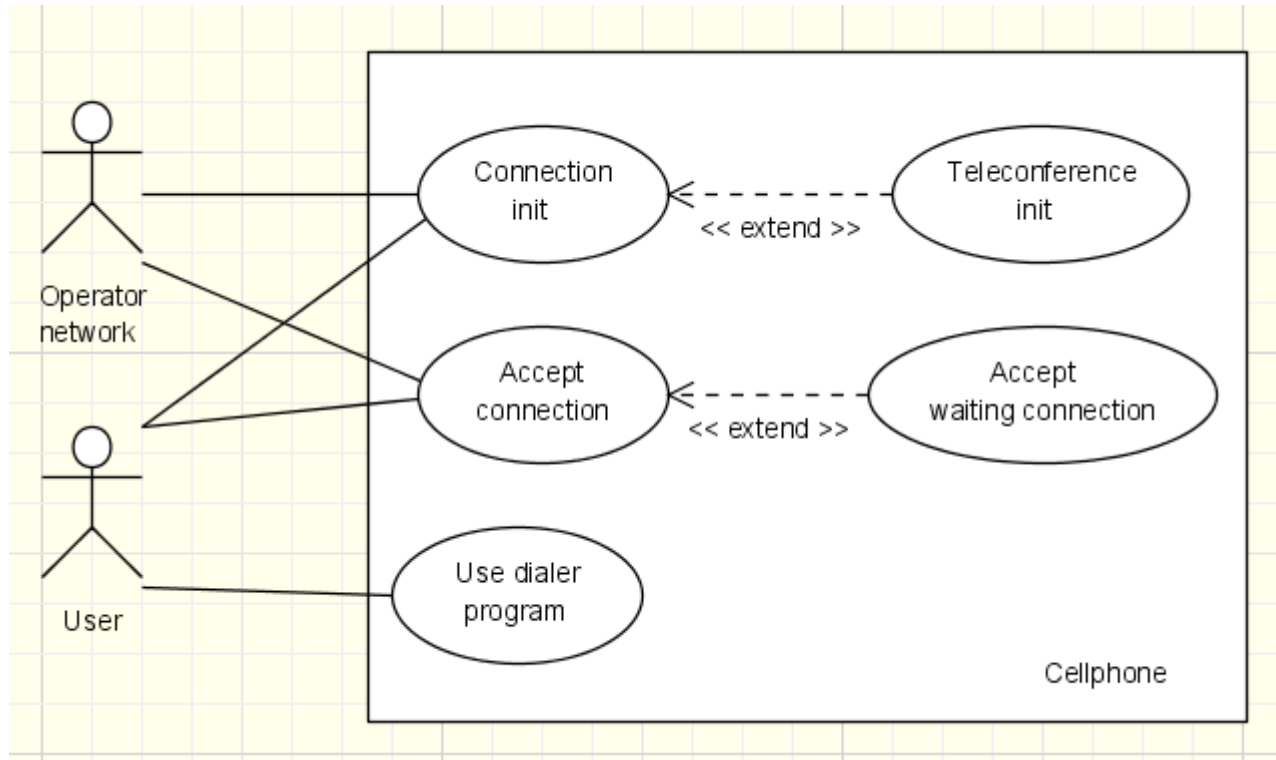 Connection
init
Teleconference
init
<< extend >>
Operator
network
Accept
connection
Accept
waiting connection
<< extend >>
Use dialer
program
User
Cellphone